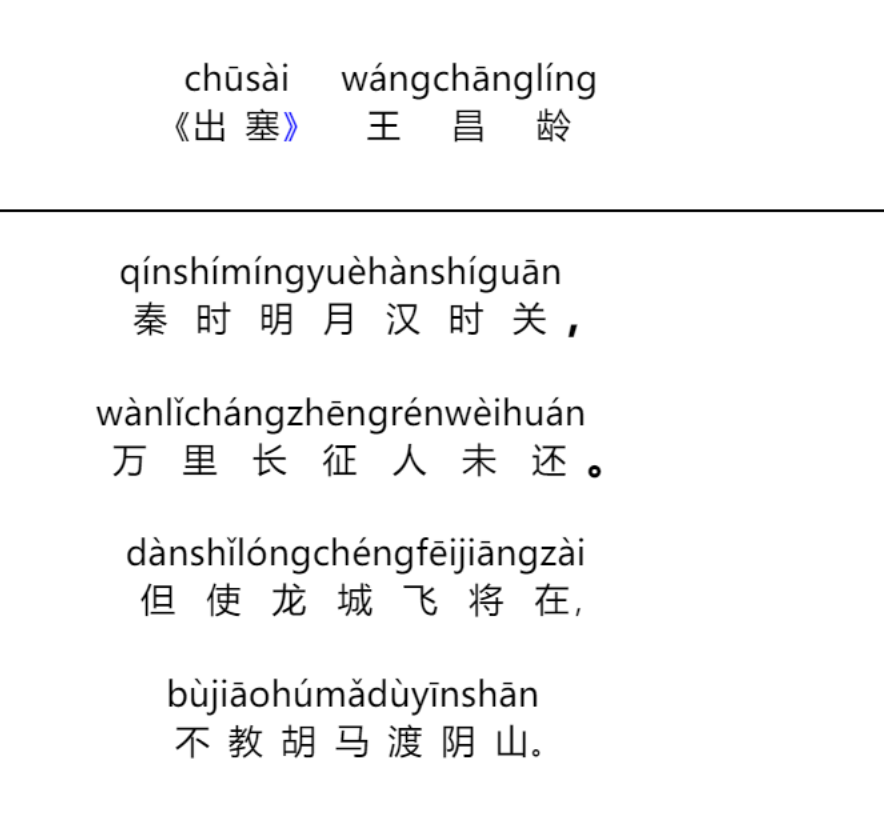 chūsài wángchānglíng
《出塞》 王昌龄
qínshímíngyuèhànshíguān
秦时明月汉时关，
wànlǐchángzhēngrénwèihuán
万里长征人未还。
dànshǐlóngchéngfēijiāngzài
但使龙城飞将在，
bùjiāohúmǎdùyīnshān
不教胡马渡阴山。